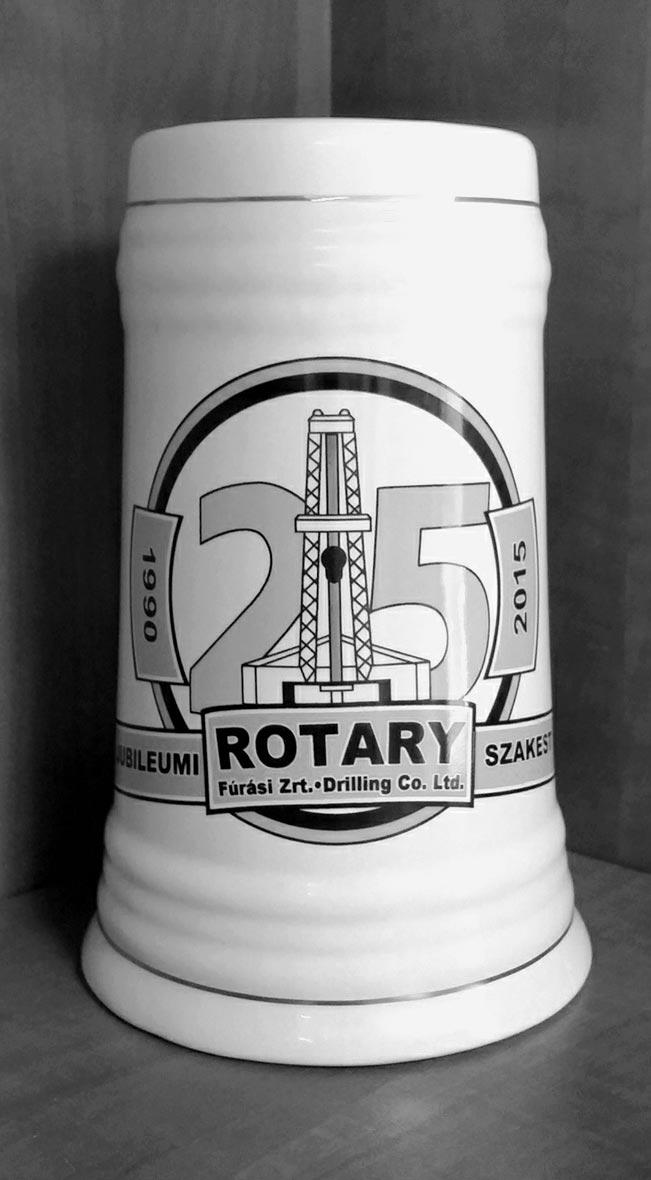 25
1990
2015
JUBILEUMI
ROTARY
SZAKEST
Fúrási Zrt.•Drilling Co. Ltd.